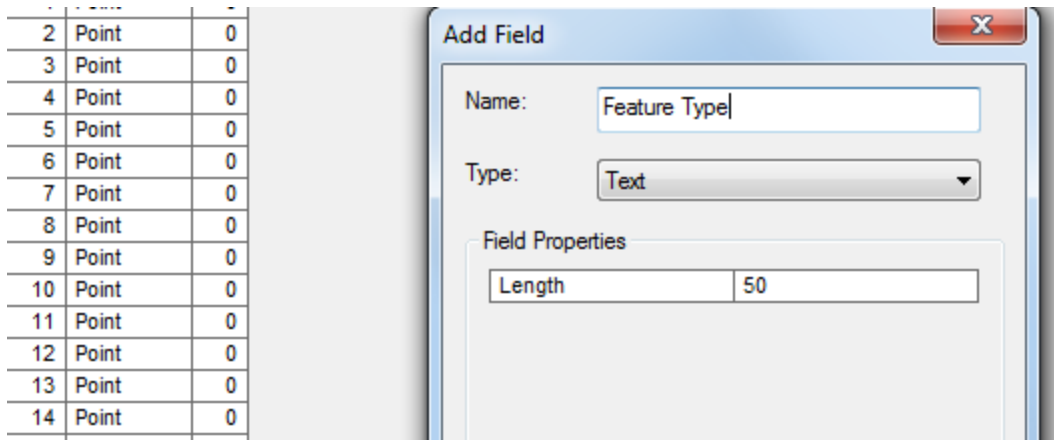 2 Point 0
3 Point 0
4 Point 0
5 Point 0
6 Point 0
7 Point 0
8 Point 0
9 Point 0
10 Point 0
11 Point 0
12 Point 0
13 Point 0
14 Point 0
Add Field
Name: Feature Type
Type: Text
Field Properties
Length 50